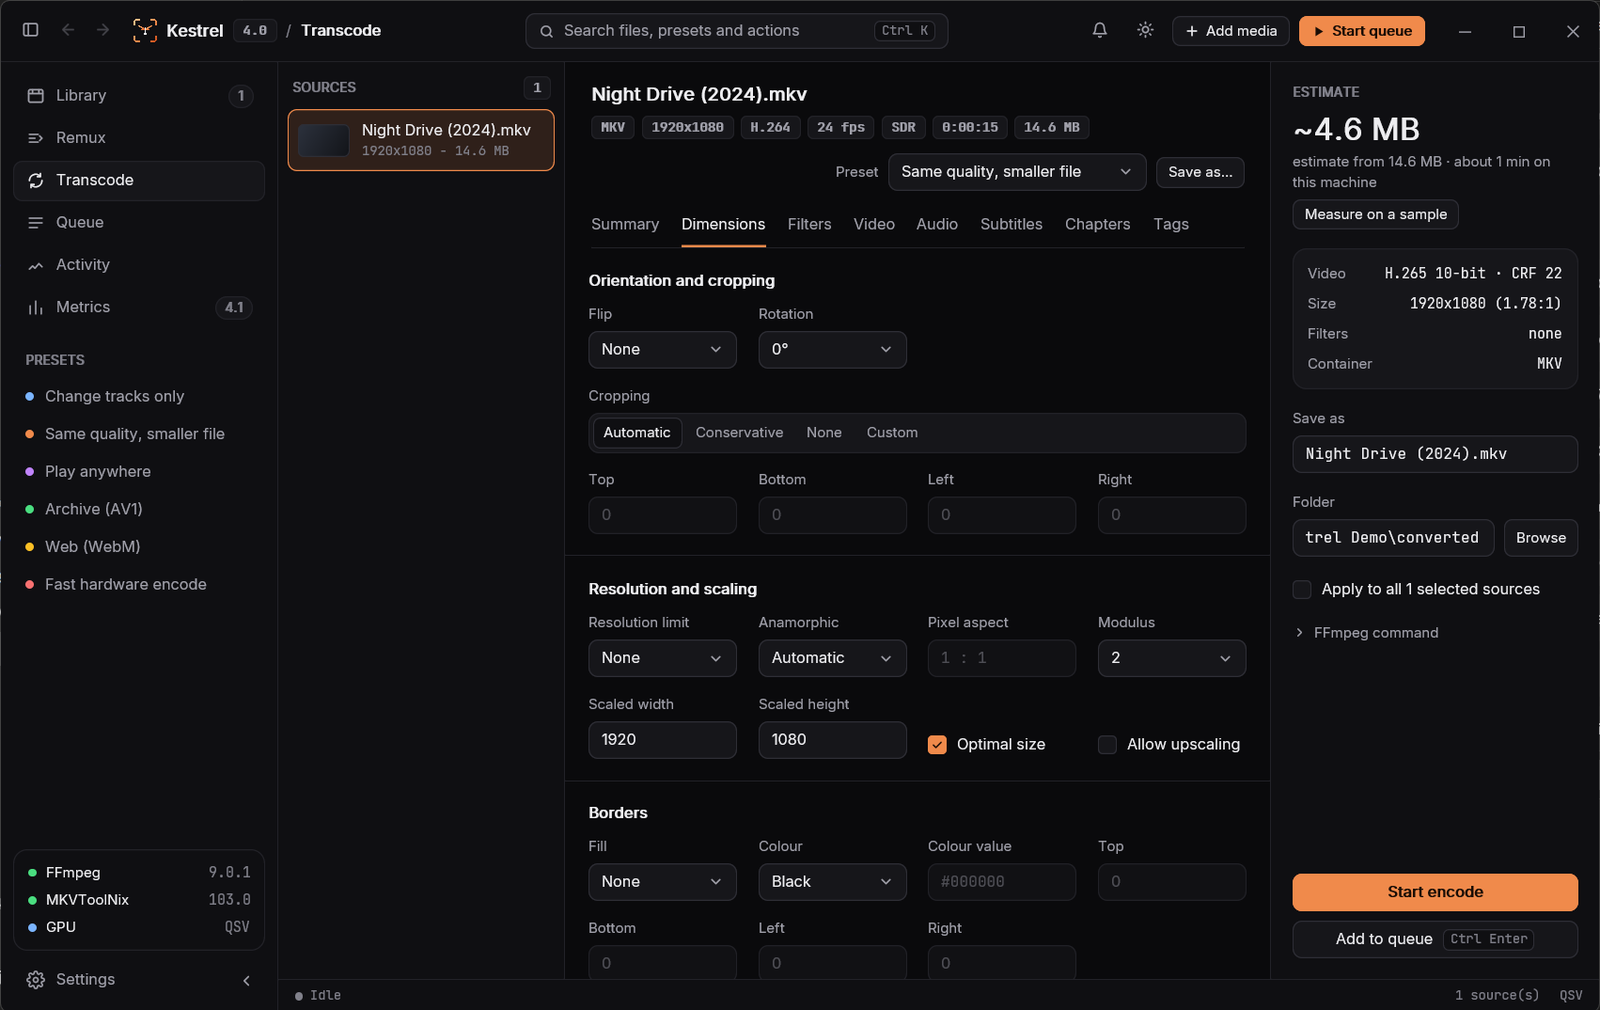 Kestrel 4.0 / Transcode
Search files, presets and actions Ctrl K
Add media
Start queue
Library 1
Remux
Transcode
Queue
Activity
Metrics 4.1
PRESETS
Change tracks only
Same quality, smaller file
Play anywhere
Archive (AV1)
Web (WebM)
Fast hardware encode
FFmpeg 9.0.1
MKVToolNix 103.0
GPU QSV
Settings
SOURCES 1
Night Drive (2024).mkv
1920x1080 - 14.6 MB
Night Drive (2024).mkv
MKV 1920x1080 H.264 24 fps SDR 0:00:15 14.6 MB
Preset Same quality, smaller file Save as...
Summary Dimensions Filters Video Audio Subtitles Chapters Tags
Orientation and cropping
Flip Rotation
None 0°
Cropping
Automatic Conservative None Custom
Top Bottom Left Right
0 0 0 0
Resolution and scaling
Resolution limit Anamorphic Pixel aspect Modulus
None Automatic 1 : 1 2
Scaled width Scaled height
1920 1080 Optimal size Allow upscaling
Borders
Fill Colour Colour value Top
None Black #000000 0
Bottom Left Right
0 0 0
ESTIMATE
~4.6 MB
estimate from 14.6 MB · about 1 min on
this machine
Measure on a sample
Video H.265 10-bit · CRF 22
Size 1920x1080 (1.78:1)
Filters none
Container MKV
Save as
Night Drive (2024).mkv
Folder
trel Demo\converted Browse
Apply to all 1 selected sources
FFmpeg command
Start encode
Add to queue Ctrl Enter
Idle
1 source(s) QSV